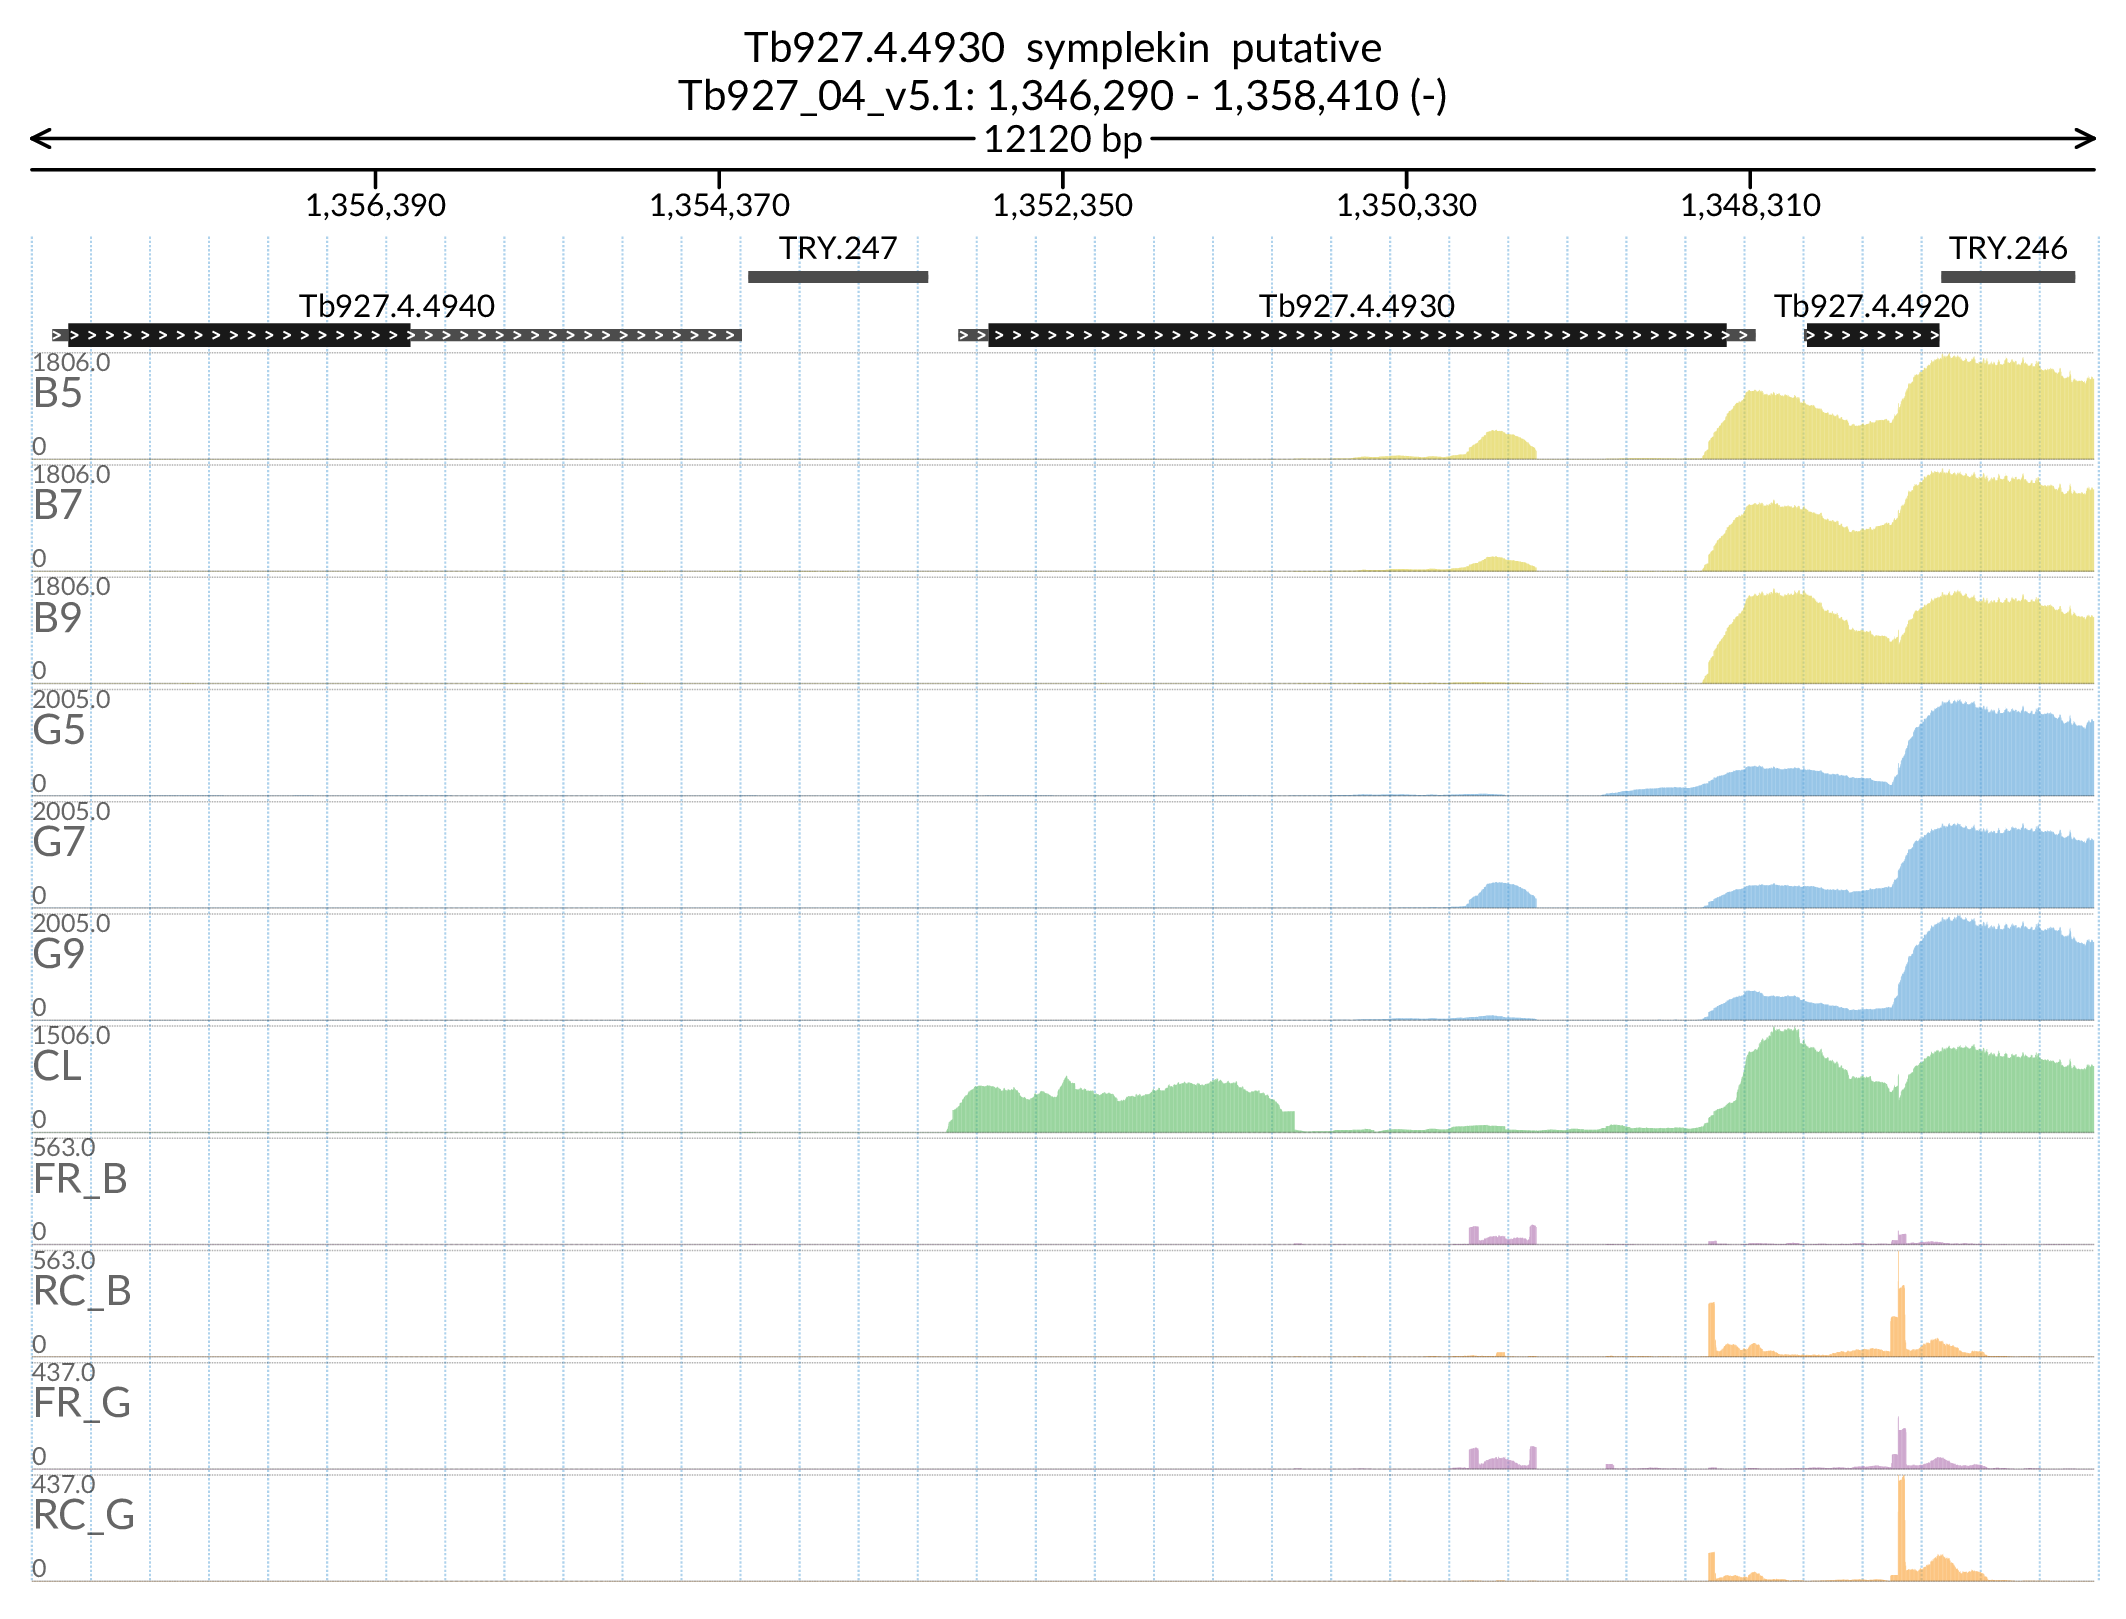 Tb927.4.4930 symplekin putative
Tb927_04_v5.1: 1,346,290 - 1,358,410 (-)
12120 bp
1,356,390 1,354,370 1,352,350 1,350,330 1,348,310
TRY.247 TRY.246
Tb927.4.4940 Tb927.4.4930 Tb927.4.4920
1806.0
B5
0
1806.0
B7
0
1806.0
B9
0
2005.0
G5
0
2005.0
G7
0
2005.0
G9
0
1506.0
CL
0
563.0
FR_B
0
563.0
RC_B
0
437.0
FR_G
0
437.0
RC_G
0